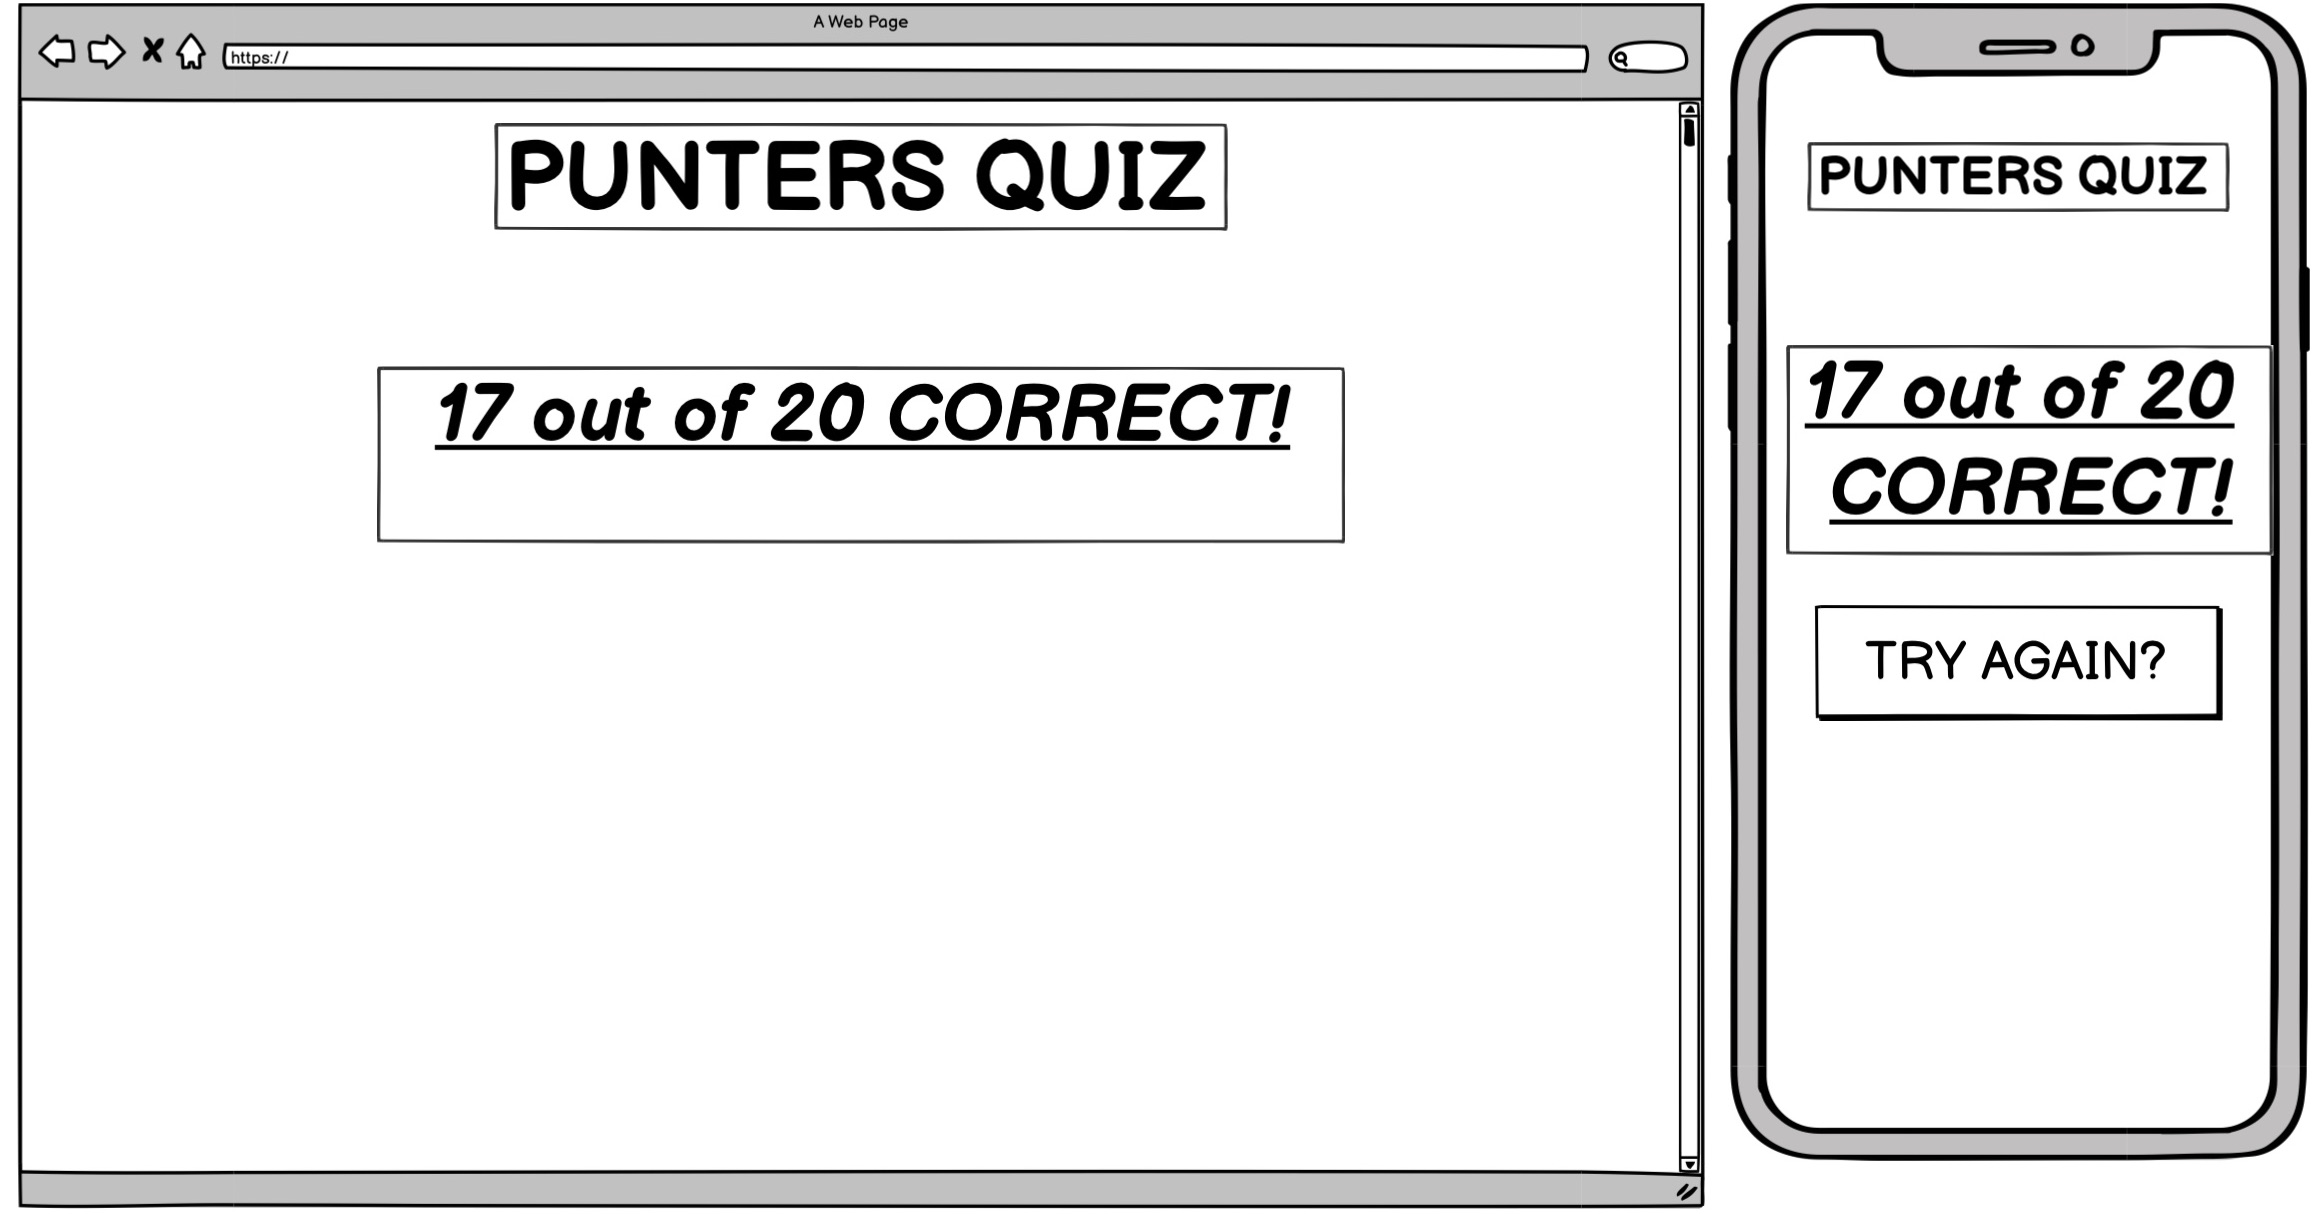 A Web Page
https://
PUNTERS QUIZ
17 out of 20 CORRECT!
PUNTERS QUIZ
17 out of 20
CORRECT!
TRY AGAIN?